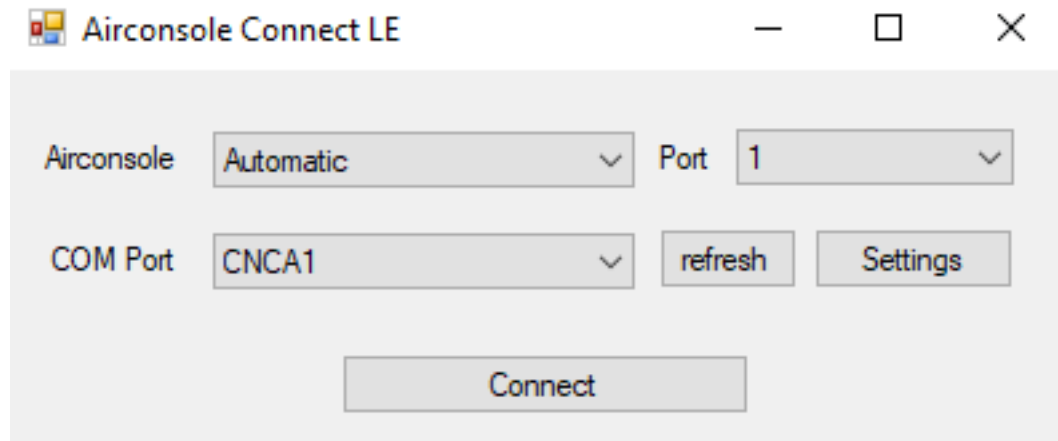 Airconsole Connect LE
Airconsole Automatic Port 1
COM Port CNCA1 refresh Settings
Connect